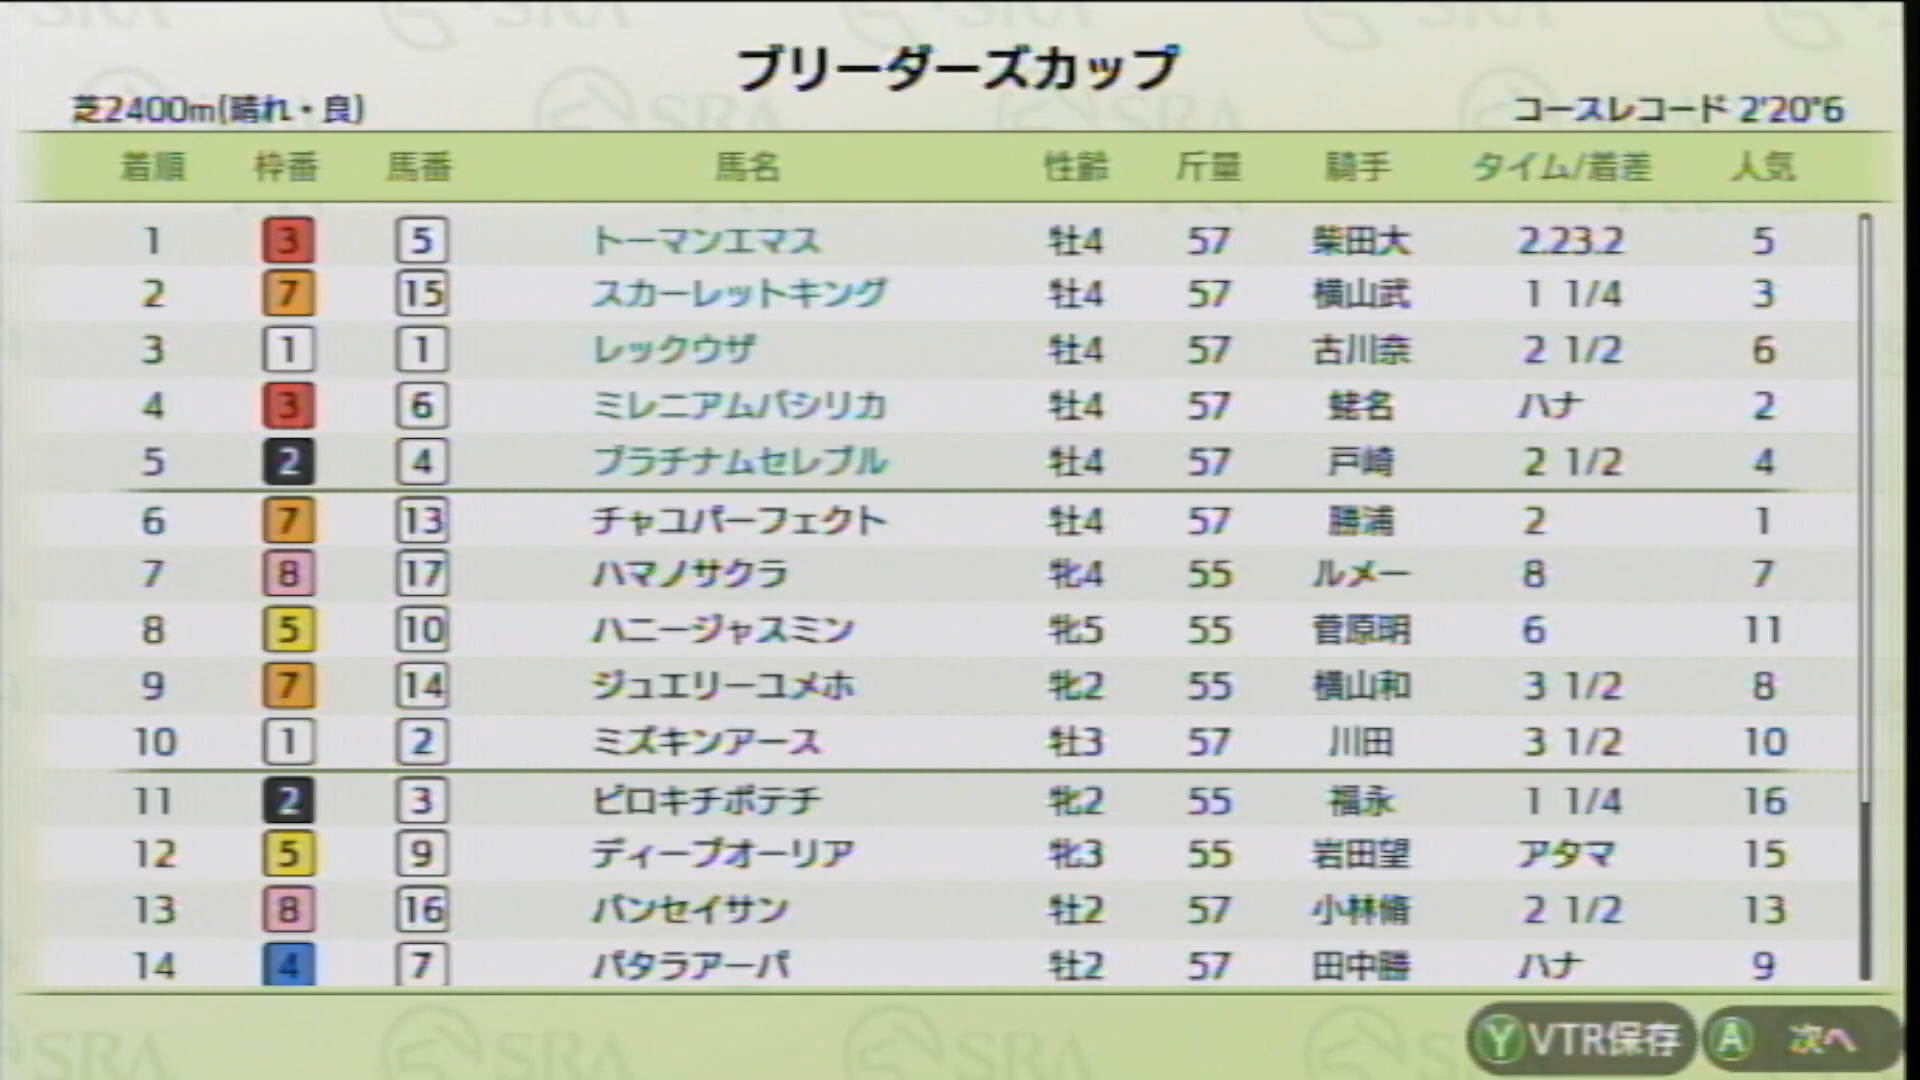 ブリーダーズカップ
芝2400m(晴れ・良) コースレコード 2'20"6
着順 枠番 馬番 馬名 性齢 斤量 騎手 タイム/着差 人気
1 3 5 トーマンエマス 牡4 57 柴田大 2.23.2 5
2 7 15 スカーレットキング 牡4 57 横山武 1 1/4 3
3 1 1 レックウザ 牡4 57 古川奈 2 1/2 6
4 3 6 ミレニアムバシリカ 牡4 57 蛯名 ハナ 2
5 2 4 プラチナムセレブル 牡4 57 戸崎 2 1/2 4
6 7 13 チャコパーフェクト 牡4 57 勝浦 2 1
7 8 17 ハマノサクラ 牝4 55 ルメー 8 7
8 5 10 ハニージャスミン 牝5 55 菅原明 6 11
9 7 14 ジュエリーユメホ 牝2 55 横山和 3 1/2 8
10 1 2 ミズキンアース 牡3 57 川田 3 1/2 10
11 2 3 ピロキチポテチ 牝2 55 福永 1 1/4 16
12 5 9 ディープオーリア 牝3 55 岩田望 アタマ 15
13 8 16 バンセイサン 牡2 57 小林脩 2 1/2 13
14 4 7 パタラアーパ 牡2 57 田中勝 ハナ 9
Y VTR保存 A 次へ
SRA